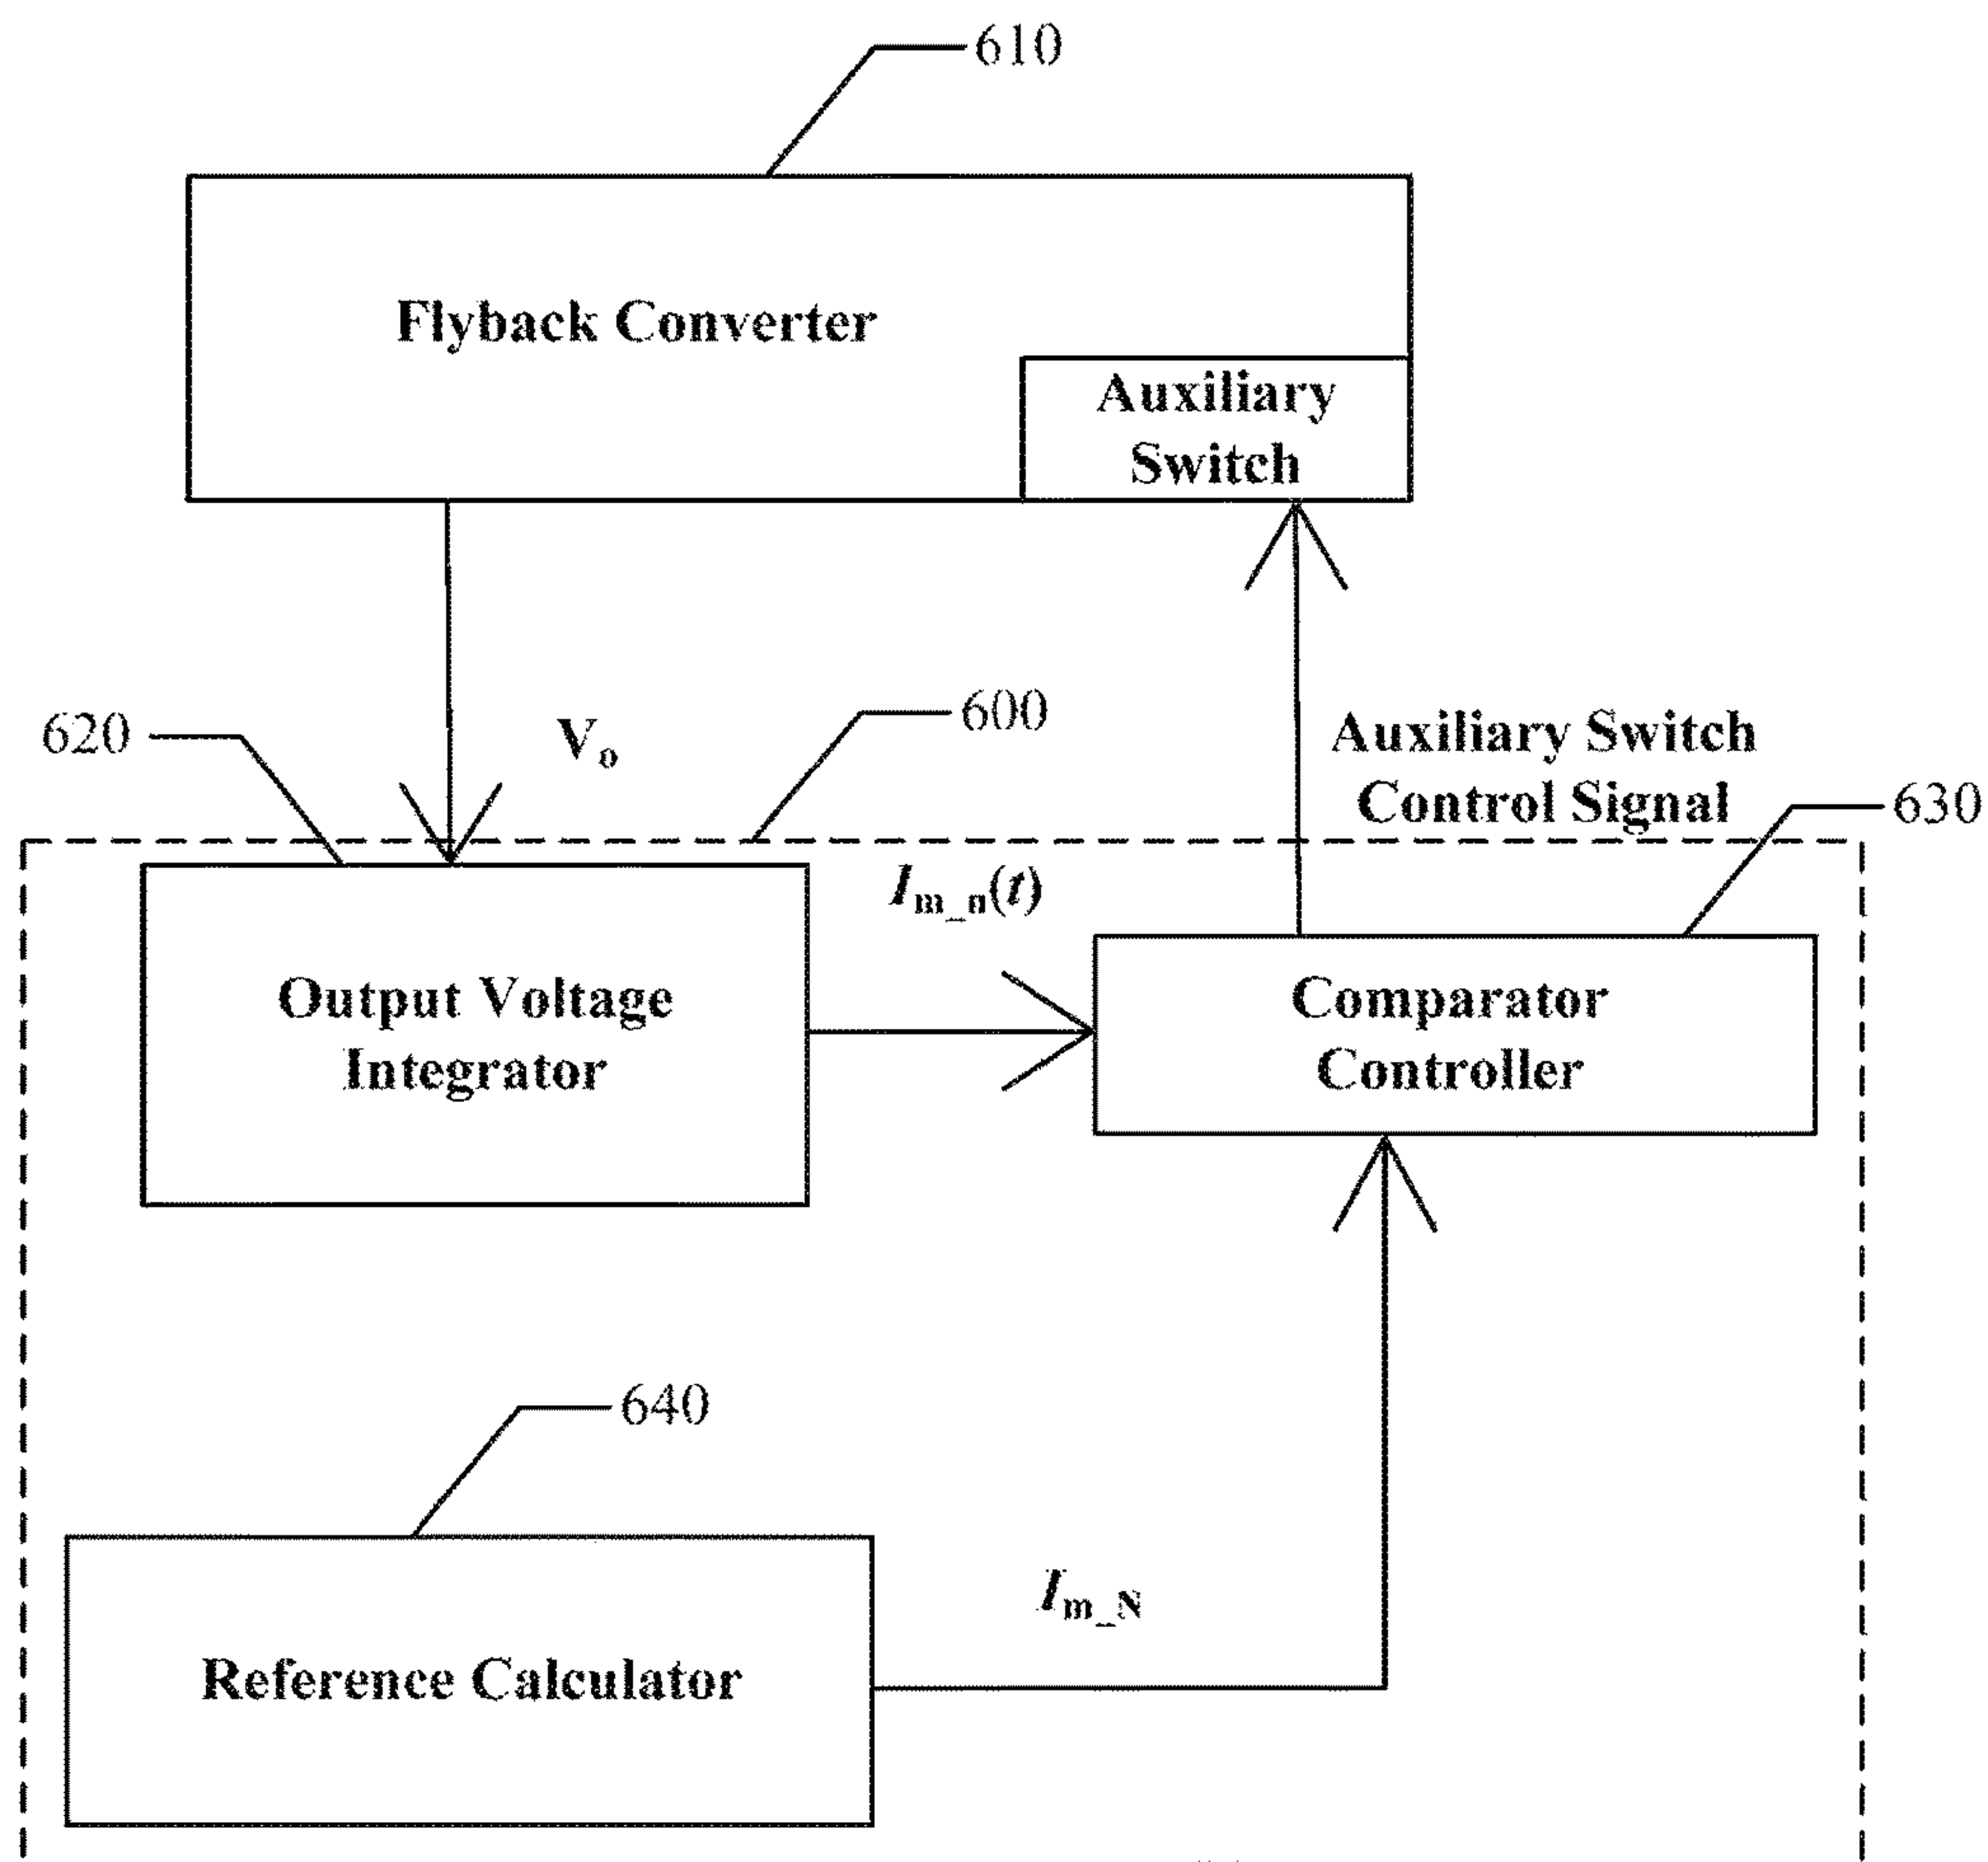 610
Flyback Converter
Auxiliary
Switch
620
Vo
600
Auxiliary Switch
Control Signal
630
Im_n(t)
Output Voltage
Integrator
Comparator
Controller
640
Im_N
Reference Calculator